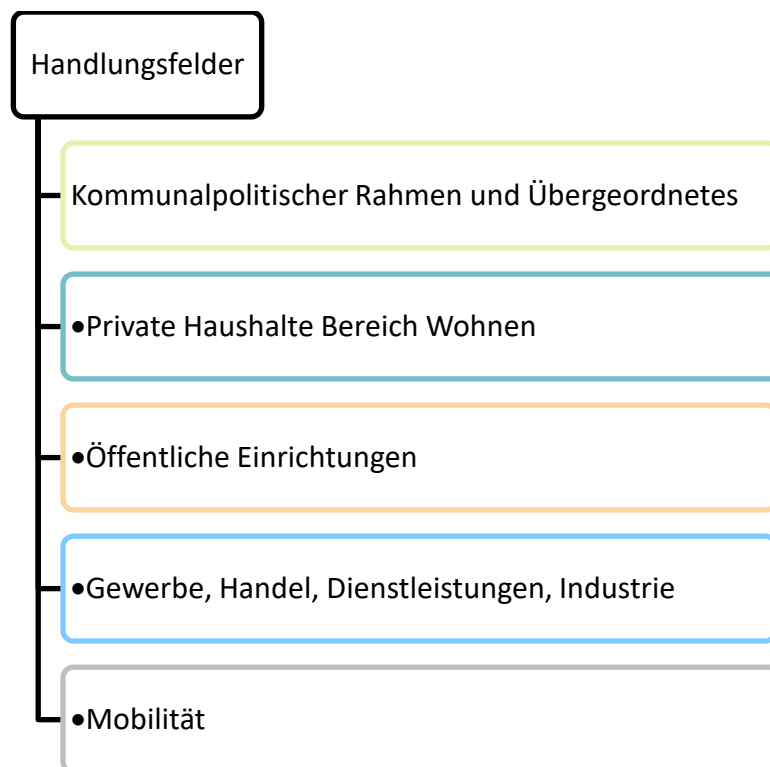 Handlungsfelder
Kommunalpolitischer Rahmen und Übergeordnetes
•Private Haushalte Bereich Wohnen
•Öffentliche Einrichtungen
•Gewerbe, Handel, Dienstleistungen, Industrie
•Mobilität